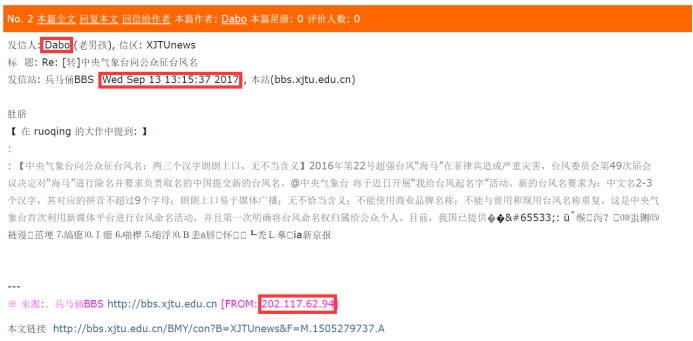 No. 2 本篇全文 回复本文 回信给作者 本篇作者: Dabo 本篇星级: 0 评价人数: 0
发信人: Dabo (老男孩), 信区: XJTUnews
标 题: Re: [转]中央气象台向公众征台风名
发信站: 兵马俑BBS (Wed Sep 13 13:15:37 2017), 本站(bbs.xjtu.edu.cn)
肚脐
【 在 ruoqing 的大作中提到: 】
:
: 【中央气象台向公众征台风名：两三个汉字朗朗上口、无不当含义】2016年第22号超强台风“海马”在菲律宾造成严重灾害，台风委员会第49次届会
议决定对“海马”进行除名并要求负责取名的中国提交新的台风名。@中央气象台 将于近日开展“我给台风起名字”活动。新的台风名要求为：中文名2-3
个汉字，其对应的拼音不超过9个字母；朗朗上口易于媒体广播；无不恰当含义；不能使用商业品牌名称；不能与曾用和现用台风名称重复。这是中央气
象台首次利用新媒体平台进行台风命名活动，并且第一次明确将台风命名权归属给公众个人。目前，我国已提供��&#65533;:
新京报
---
※ 来源:．兵马俑BBS http://bbs.xjtu.edu.cn [FROM: 202.117.62.94]
本文链接 http://bbs.xjtu.edu.cn/BMY/con?B=XJTUnews&F=M.1505279737.A